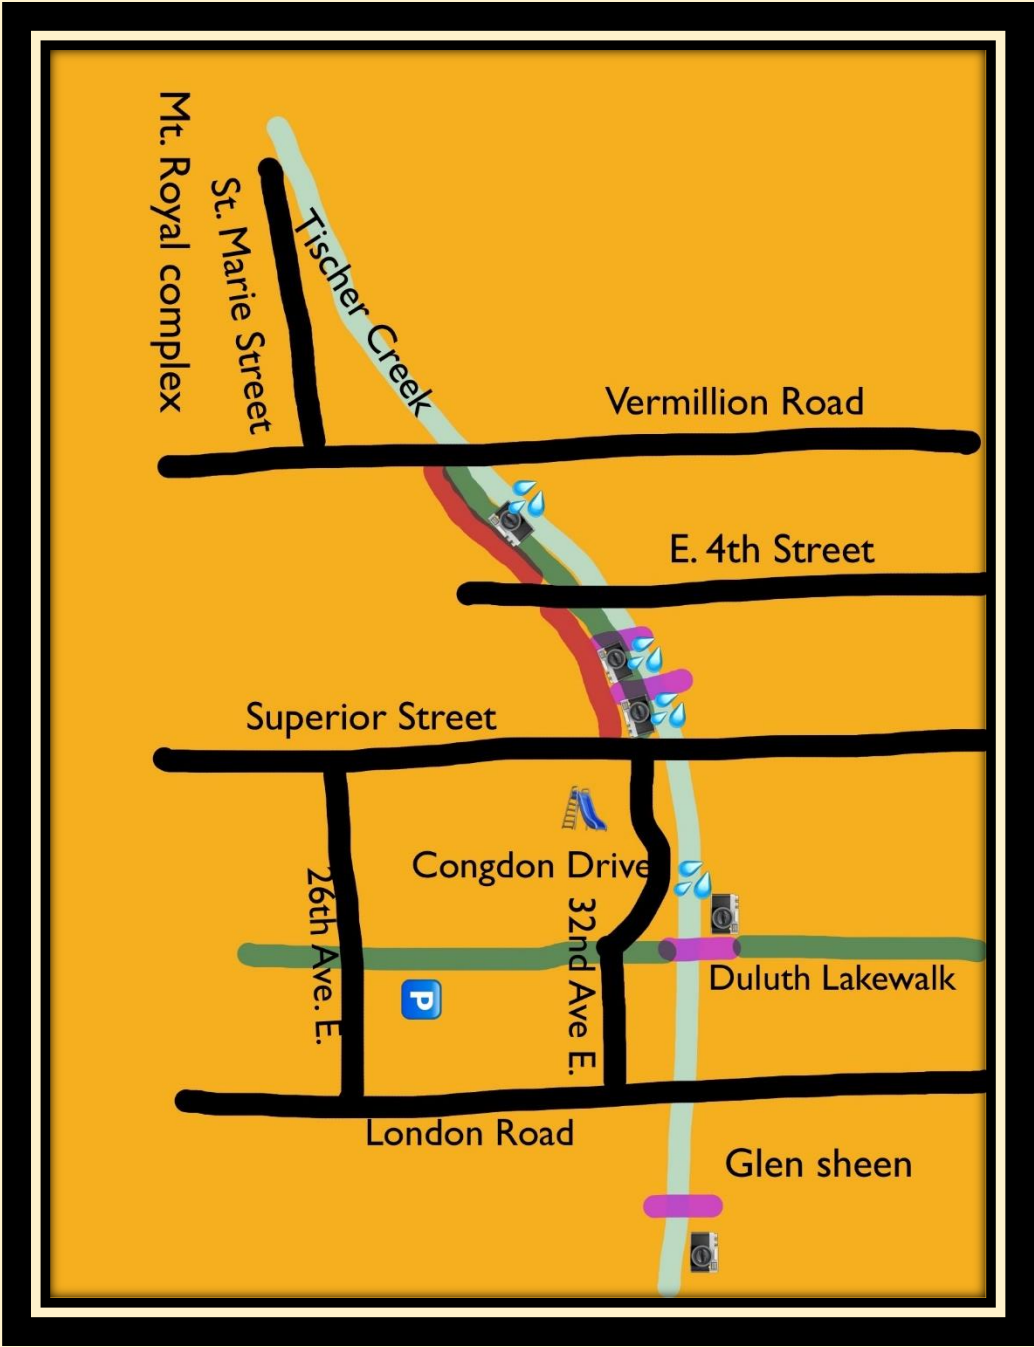 Mt. Royal complex
St. Marie Street
Tischer Creek
Vermillion Road
E. 4th Street
Superior Street
Congdon Drive
26th Ave. E.
32nd Ave E.
Duluth Lakewalk
P
London Road
Glen sheen